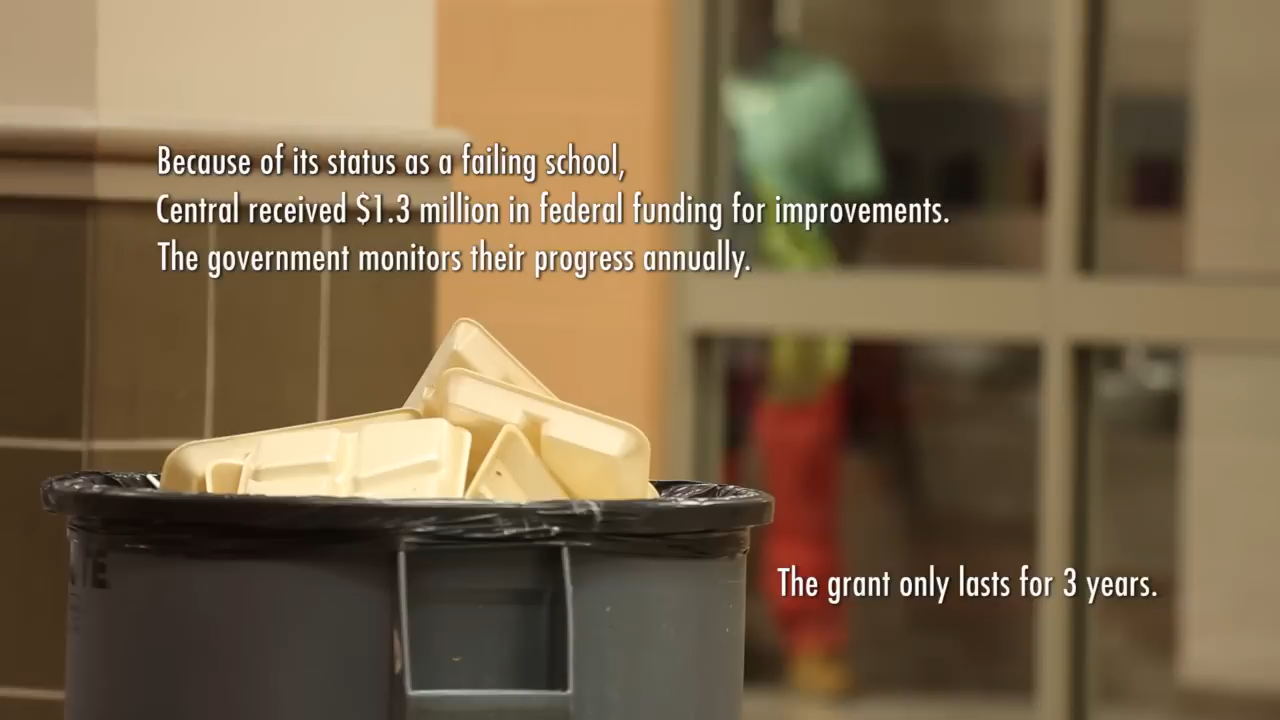 Because of its status as a failing school,
Central received $1.3 million in federal funding for improvements.
The government monitors their progress annually.
The grant only lasts for 3 years.